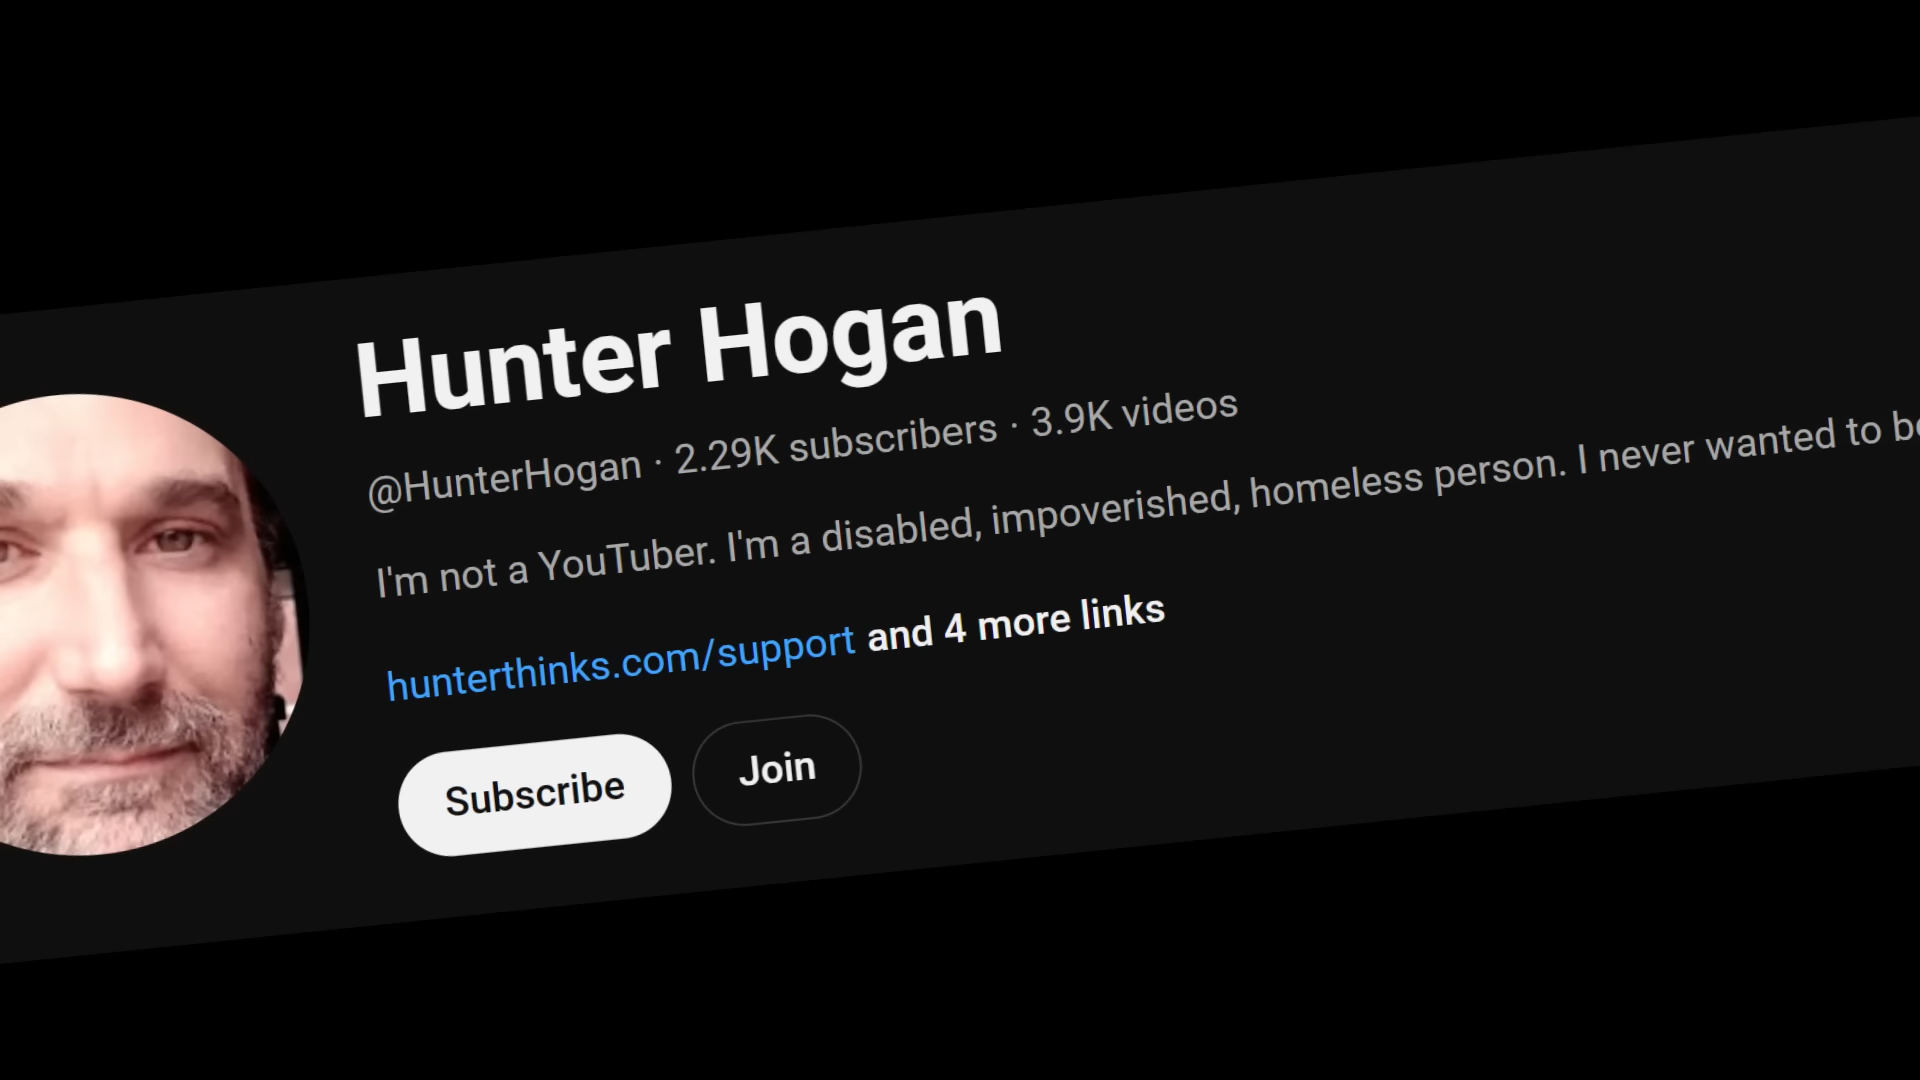 Hunter Hogan
@HunterHogan · 2.29K subscribers · 3.9K videos
I'm not a YouTuber. I'm a disabled, impoverished, homeless person. I never wanted to
hunterthinks.com/support and 4 more links
Subscribe
Join